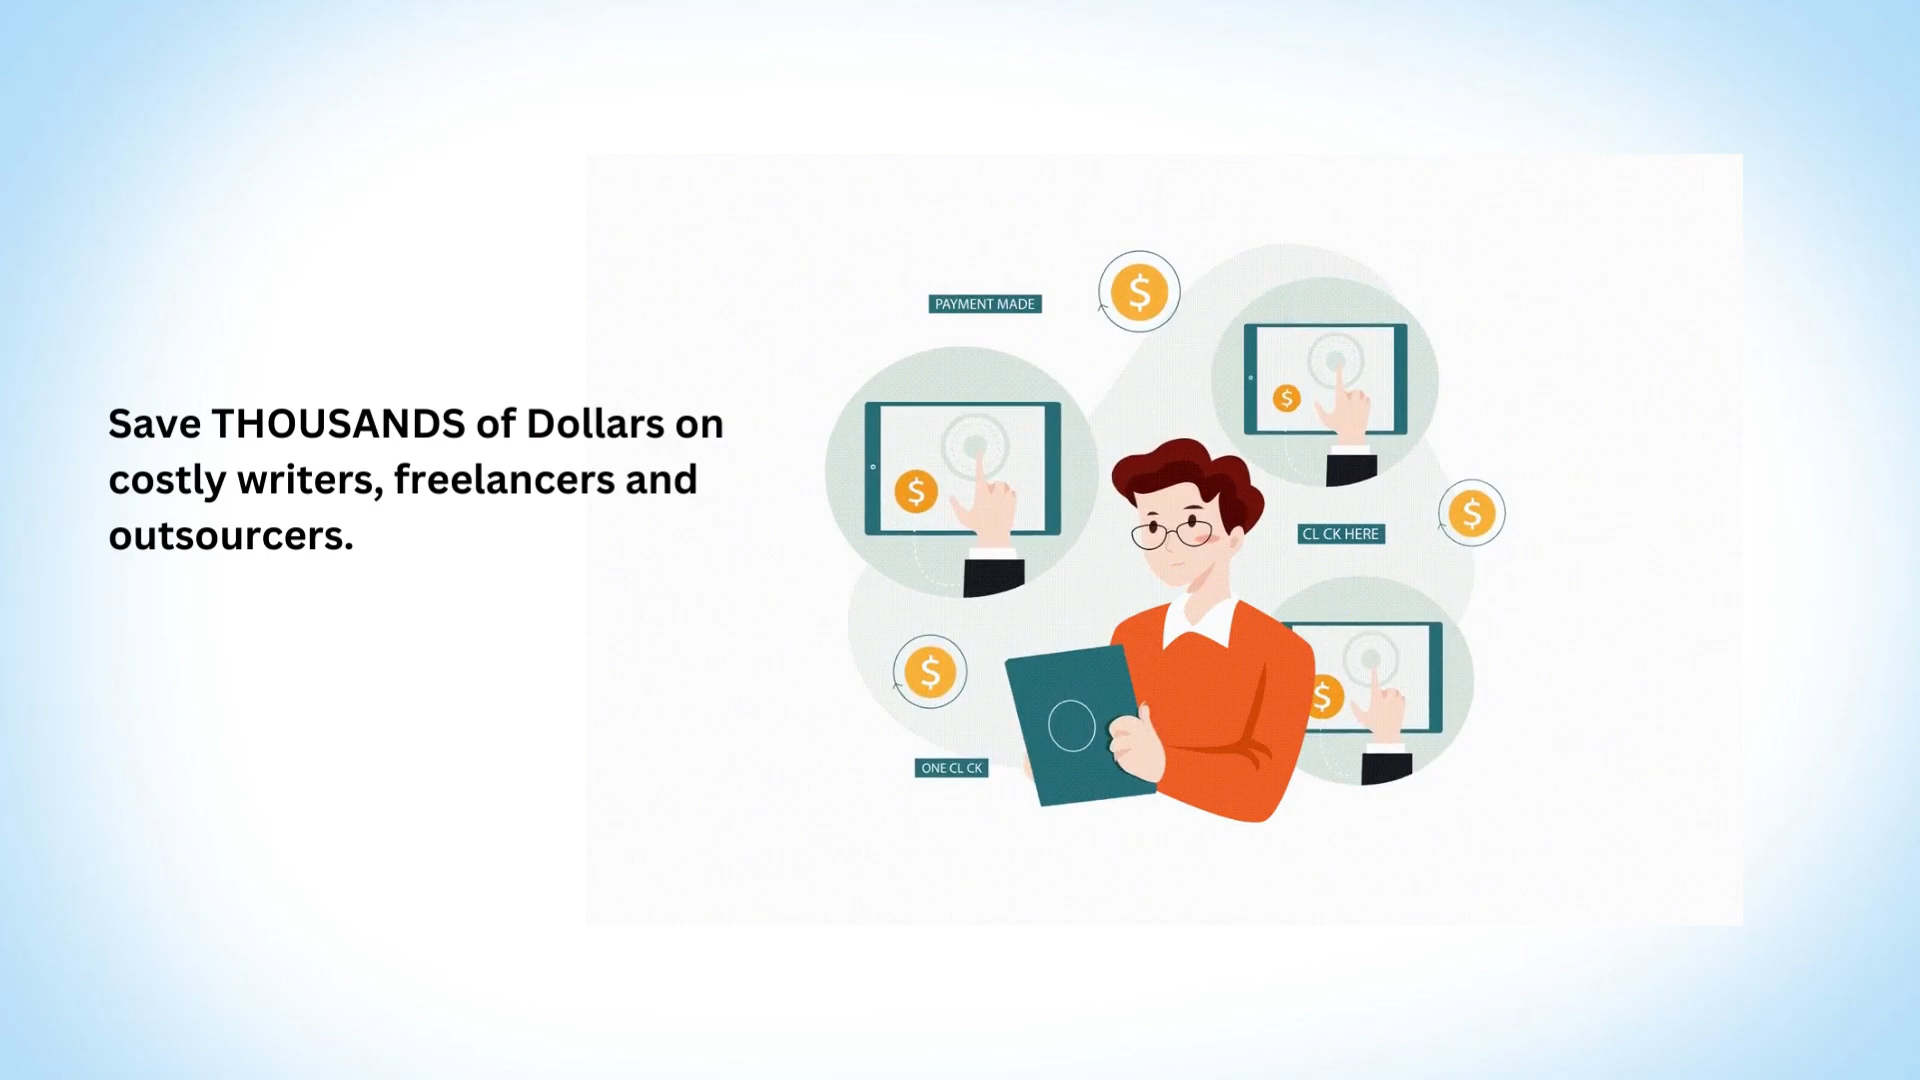 Save THOUSANDS of Dollars on
costly writers, freelancers and
outsourcers.
PAYMENT MADE
$
$
$
CL CK HERE
$
$
$
ONE CL CK